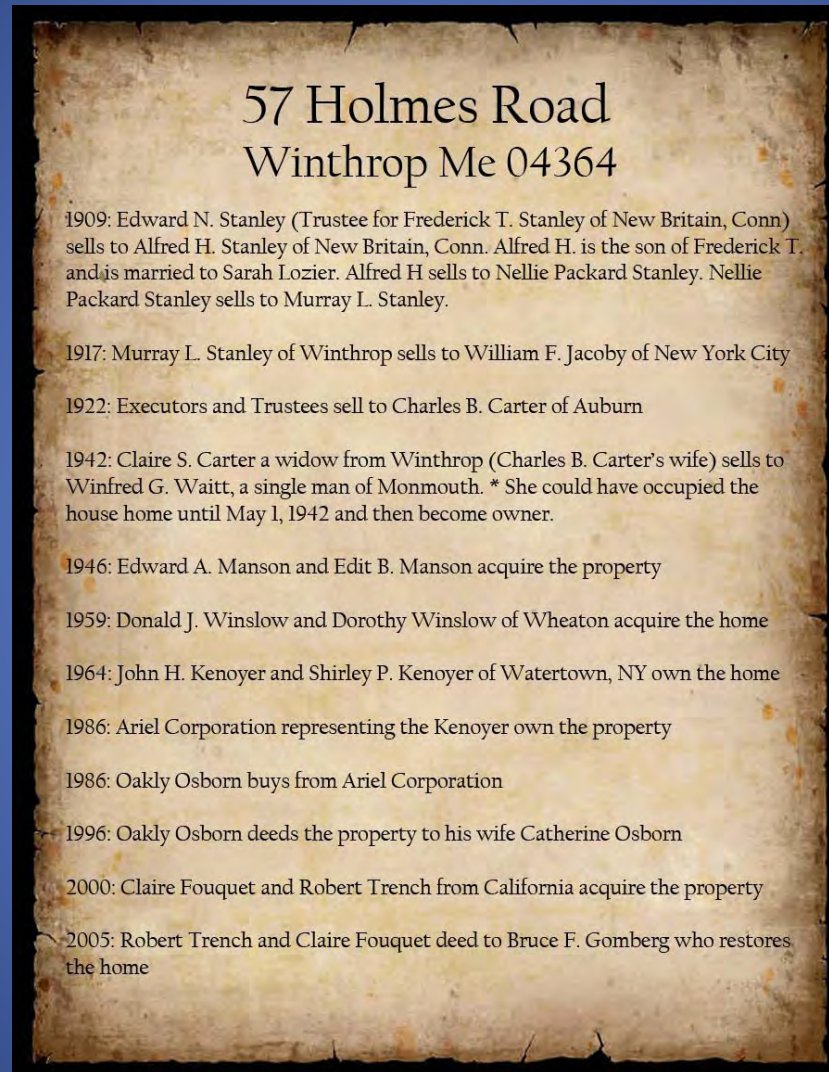 57 Holmes Road
Winthrop Me 04364
1909: Edward N. Stanley (Trustee for Frederick T. Stanley of New Britain, Conn)
sells to Alfred H. Stanley of New Britain, Conn. Alfred H. is the son of Frederick T.
and is married to Sarah Lozier. Alfred H sells to Nellie Packard Stanley. Nellie
Packard Stanley sells to Murray L. Stanley.
1917: Murray L. Stanley of Winthrop sells to William F. Jacoby of New York City
1922: Executors and Trustees sell to Charles B. Carter of Auburn
1942: Claire S. Carter a widow from Winthrop (Charles B. Carter's wife) sells to
Winfred G. Waitt, a single man of Monmouth. * She could have occupied the
house home until May 1, 1942 and then become owner.
1946: Edward A. Manson and Edit B. Manson acquire the property
1959: Donald J. Winslow and Dorothy Winslow of Wheaton acquire the home
1964: John H. Kenoyer and Shirley P. Kenoyer of Watertown, NY own the home
1986: Ariel Corporation representing the Kenoyer own the property
1986: Oakly Osborn buys from Ariel Corporation
1996: Oakly Osborn deeds the property to his wife Catherine Osborn
2000: Claire Fouquet and Robert Trench from California acquire the property
2005: Robert Trench and Claire Fouquet deed to Bruce F. Gomberg who restores
the home